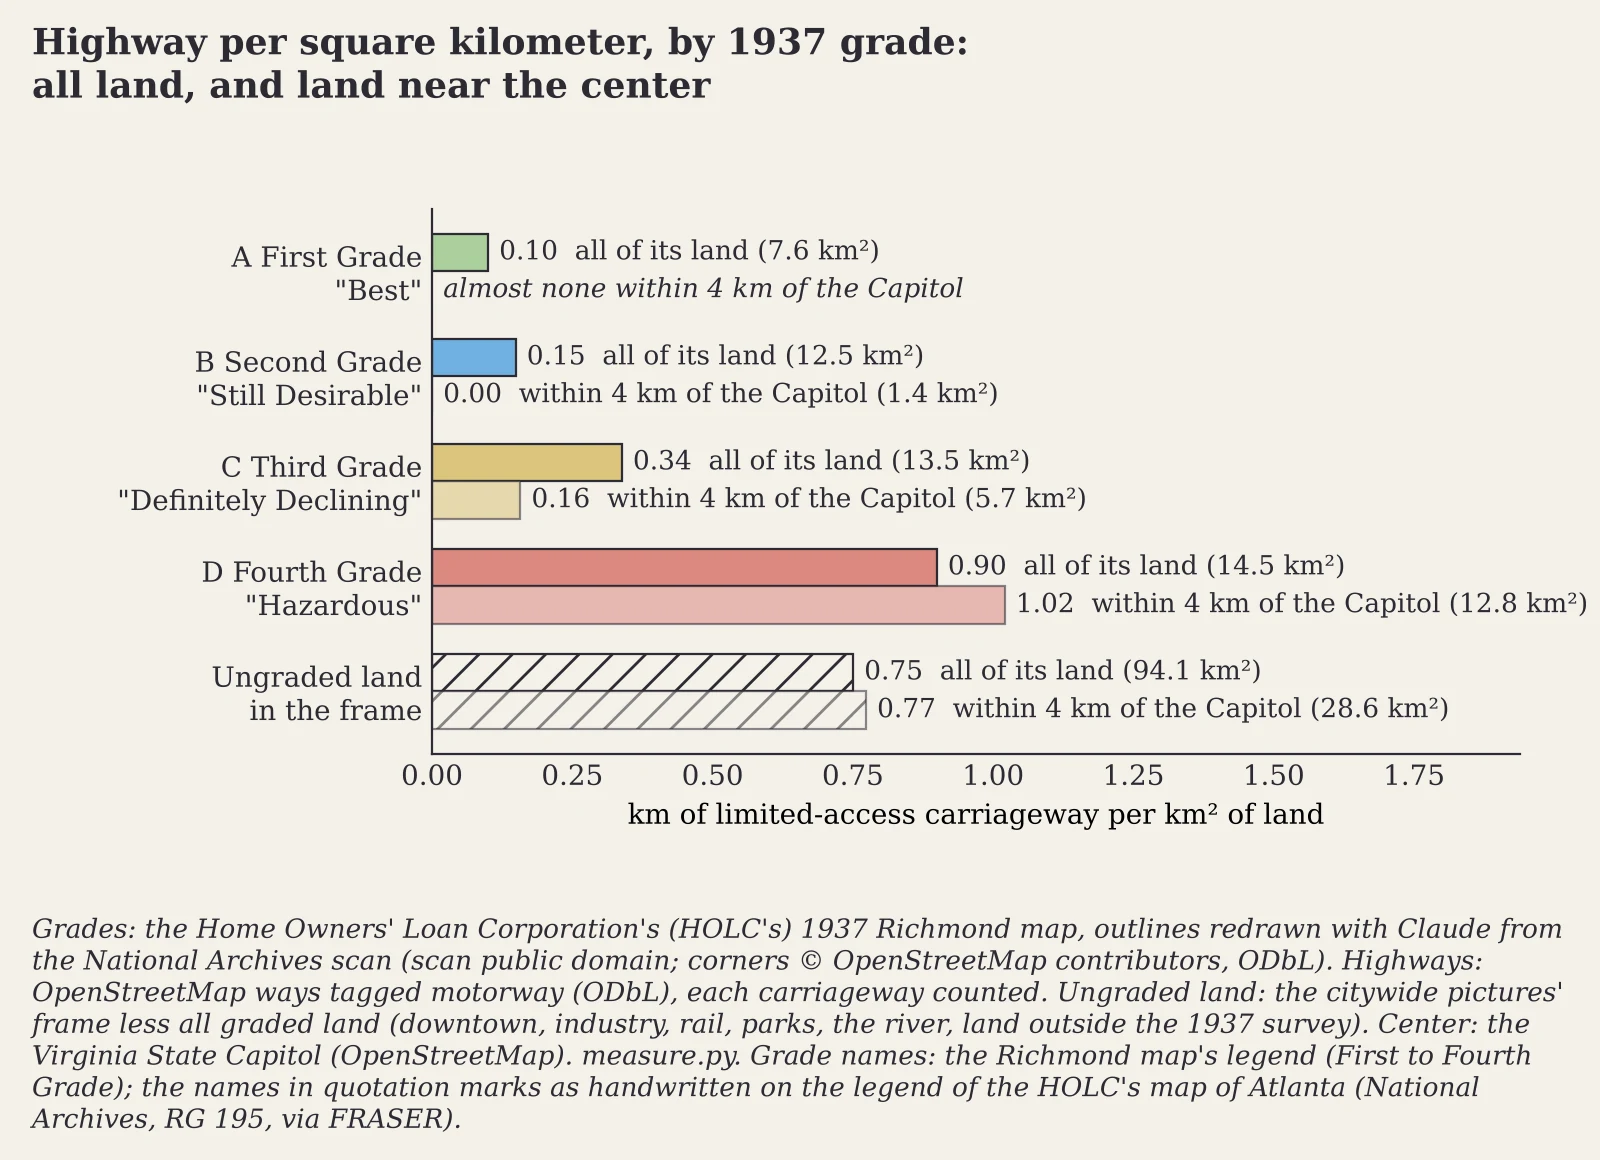 Highway per square kilometer, by 1937 grade:
all land, and land near the center
A First Grade
"Best"
0.10 all of its land (7.6 km²)
almost none within 4 km of the Capitol
B Second Grade
"Still Desirable"
0.15 all of its land (12.5 km²)
0.00 within 4 km of the Capitol (1.4 km²)
C Third Grade
"Definitely Declining"
0.34 all of its land (13.5 km²)
0.16 within 4 km of the Capitol (5.7 km²)
D Fourth Grade
"Hazardous"
0.90 all of its land (14.5 km²)
1.02 within 4 km of the Capitol (12.8 km²)
Ungraded land
in the frame
0.75 all of its land (94.1 km²)
0.77 within 4 km of the Capitol (28.6 km²)
0.00 0.25 0.50 0.75 1.00 1.25 1.50 1.75
km of limited-access carriageway per km² of land
Grades: the Home Owners' Loan Corporation's (HOLC's) 1937 Richmond map, outlines redrawn with Claude from
the National Archives scan (scan public domain; corners © OpenStreetMap contributors, ODbL). Highways:
OpenStreetMap ways tagged motorway (ODbL), each carriageway counted. Ungraded land: the citywide pictures'
frame less all graded land (downtown, industry, rail, parks, the river, land outside the 1937 survey). Center: the
Virginia State Capitol (OpenStreetMap). measure.py. Grade names: the Richmond map's legend (First to Fourth
Grade); the names in quotation marks as handwritten on the legend of the HOLC's map of Atlanta (National
Archives, RG 195, via FRASER).